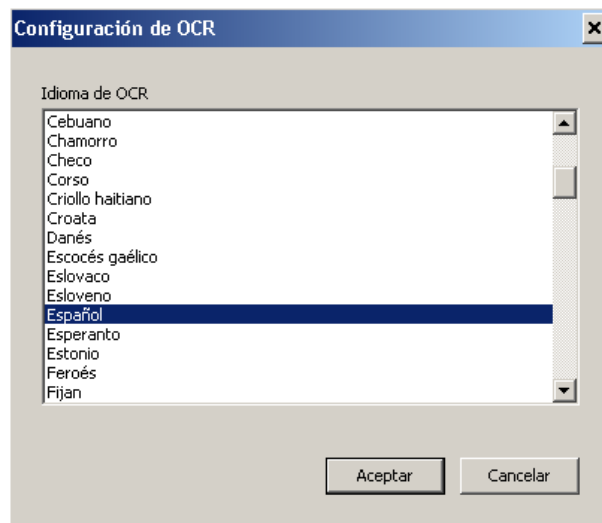 Configuración de OCR
Idioma de OCR
Cebuano
Chamorro
Checo
Corso
Criollo haitiano
Croata
Danés
Escocés gaélico
Eslovaco
Esloveno
Español
Esperanto
Estonio
Feroés
Fijan
Aceptar Cancelar